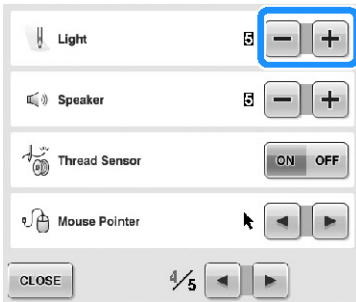 Light 5 − +
Speaker 5 − +
Thread Sensor ON OFF
Mouse Pointer
CLOSE 4/5